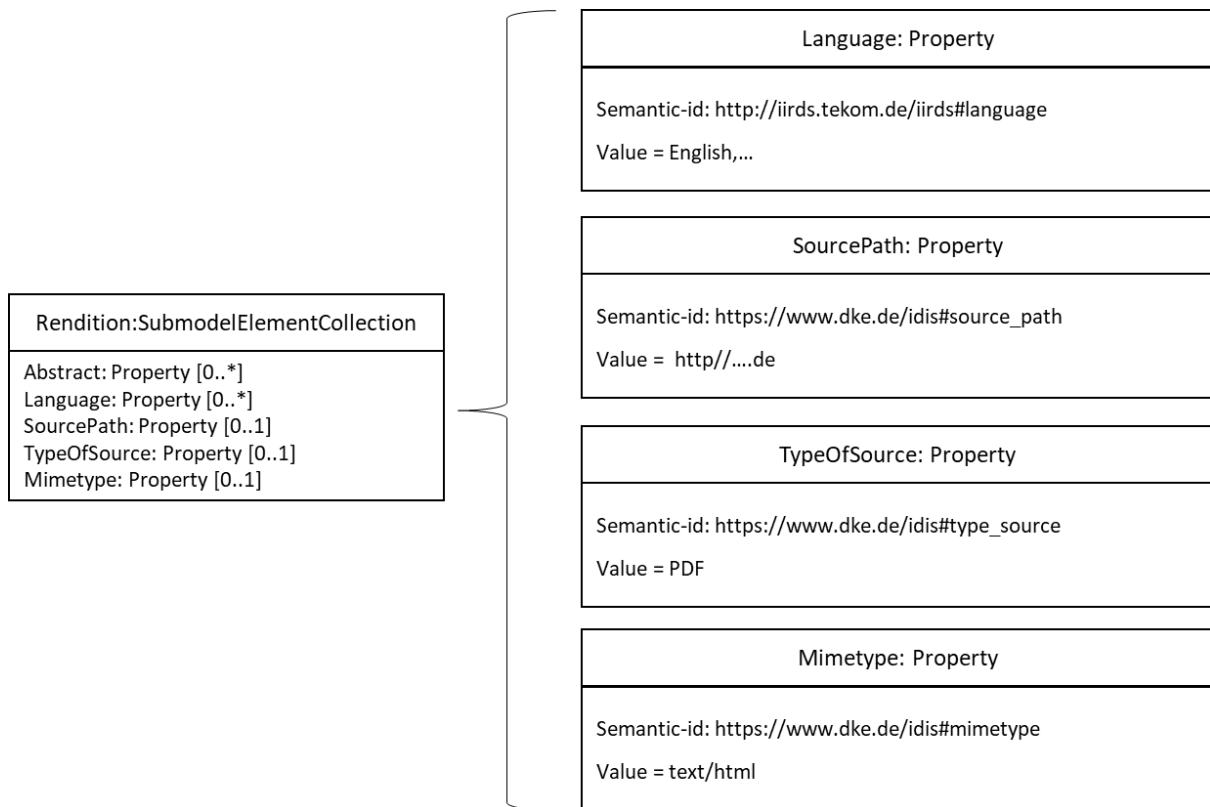 Rendition:SubmodelElementCollection
Abstract: Property [0..*]
Language: Property [0..*]
SourcePath: Property [0..1]
TypeOfSource: Property [0..1]
Mimetype: Property [0..1]
Language: Property
Semantic-id: http://iirds.tekom.de/iirds#language
Value = English,...
SourcePath: Property
Semantic-id: https://www.dke.de/idis#source_path
Value =  http//....de
TypeOfSource: Property
Semantic-id: https://www.dke.de/idis#type_source
Value = PDF
Mimetype: Property
Semantic-id: https://www.dke.de/idis#mimetype
Value = text/html